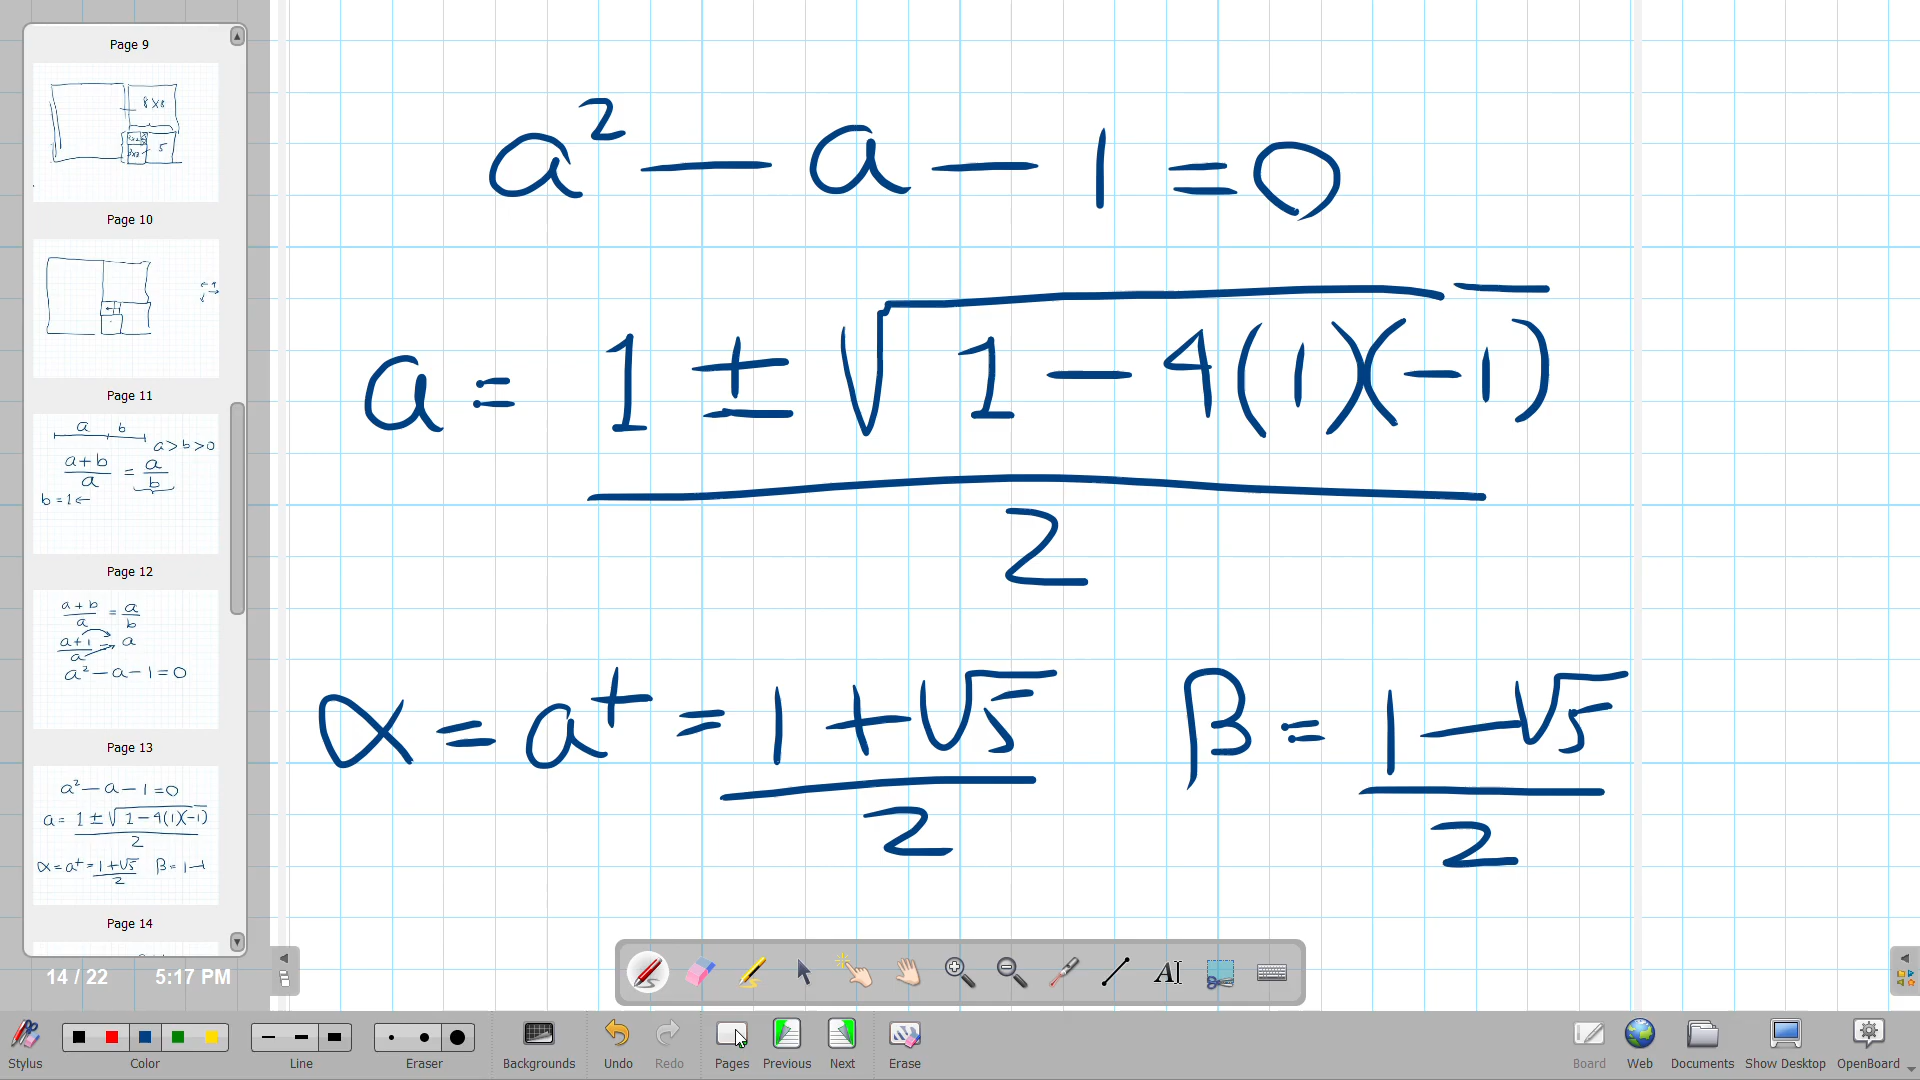 Page 9
8x8
5
Page 10
Page 11
a b
a > b > 0
a+b / a = a / b
b = 1 ←
Page 12
a+b / a = a / b
a+1 / a = a
a² - a - 1 = 0
Page 13
a² - a - 1 = 0
a = 1 ± √1 - 4(1)(-1) / 2
α = a⁺ = 1 + √5 / 2 β = 1 -
Page 14
14 / 22 5:17 PM
a² - a - 1 = 0
a = 1 ± √1 - 4(1)(-1) / 2
α = a⁺ = 1 + √5 / 2 β = 1 - √5 / 2
AI
Stylus Color Line Eraser Backgrounds Undo Redo Pages Previous Next Erase Board Web Documents Show Desktop OpenBoard